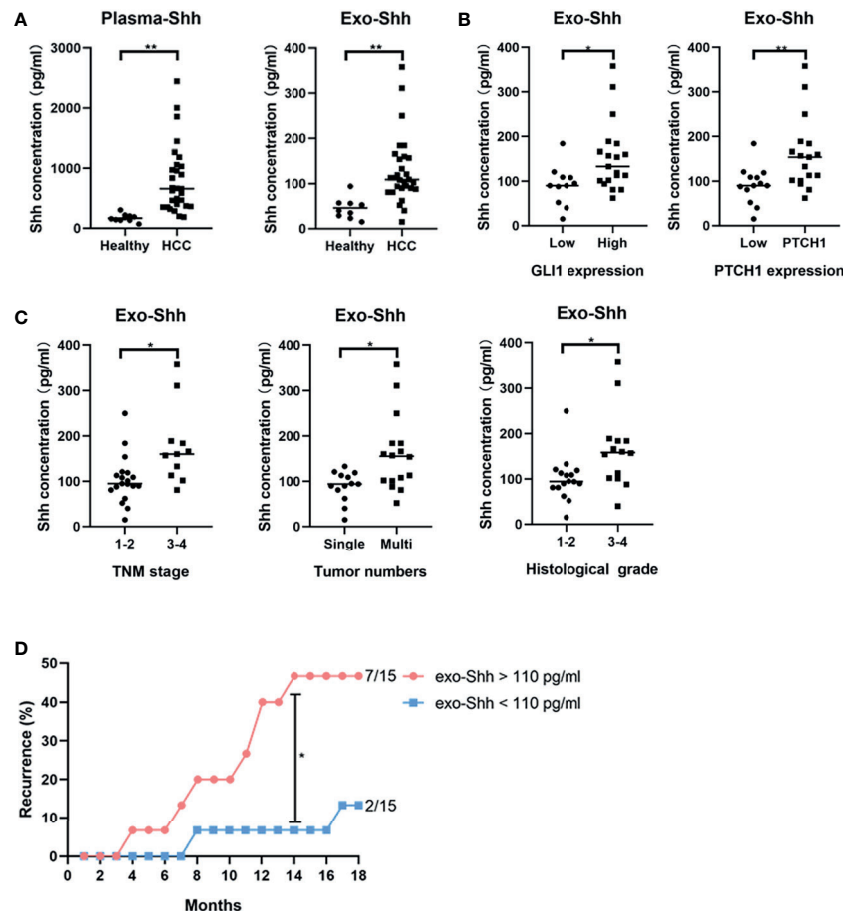 A
Plasma-Shh
Exo-Shh
B
Exo-Shh
Exo-Shh
Shh concentration (pg/ml)
3000
2000
1000
0
**
Healthy
HCC
Shh concentration (pg/ml)
400
300
200
100
0
**
Healthy
HCC
Shh concentration (pg/ml)
400
300
200
100
0
*
Low
High
GLI1 expression
Shh concentration (pg/ml)
400
300
200
100
0
**
Low
PTCH1
PTCH1 expression
C
Exo-Shh
Exo-Shh
Exo-Shh
Shh concentration (pg/ml)
400
300
200
100
0
*
1-2
3-4
TNM stage
Shh concentration (pg/ml)
400
300
200
100
0
*
Single
Multi
Tumor numbers
Shh concentration (pg/ml)
400
300
200
100
0
*
1-2
3-4
Histological grade
D
Recurrence (%)
50
40
30
20
10
0
0 2 4 6 8 10 12 14 16 18
Months
7/15
*
2/15
exo-Shh > 110 pg/ml
exo-Shh < 110 pg/ml